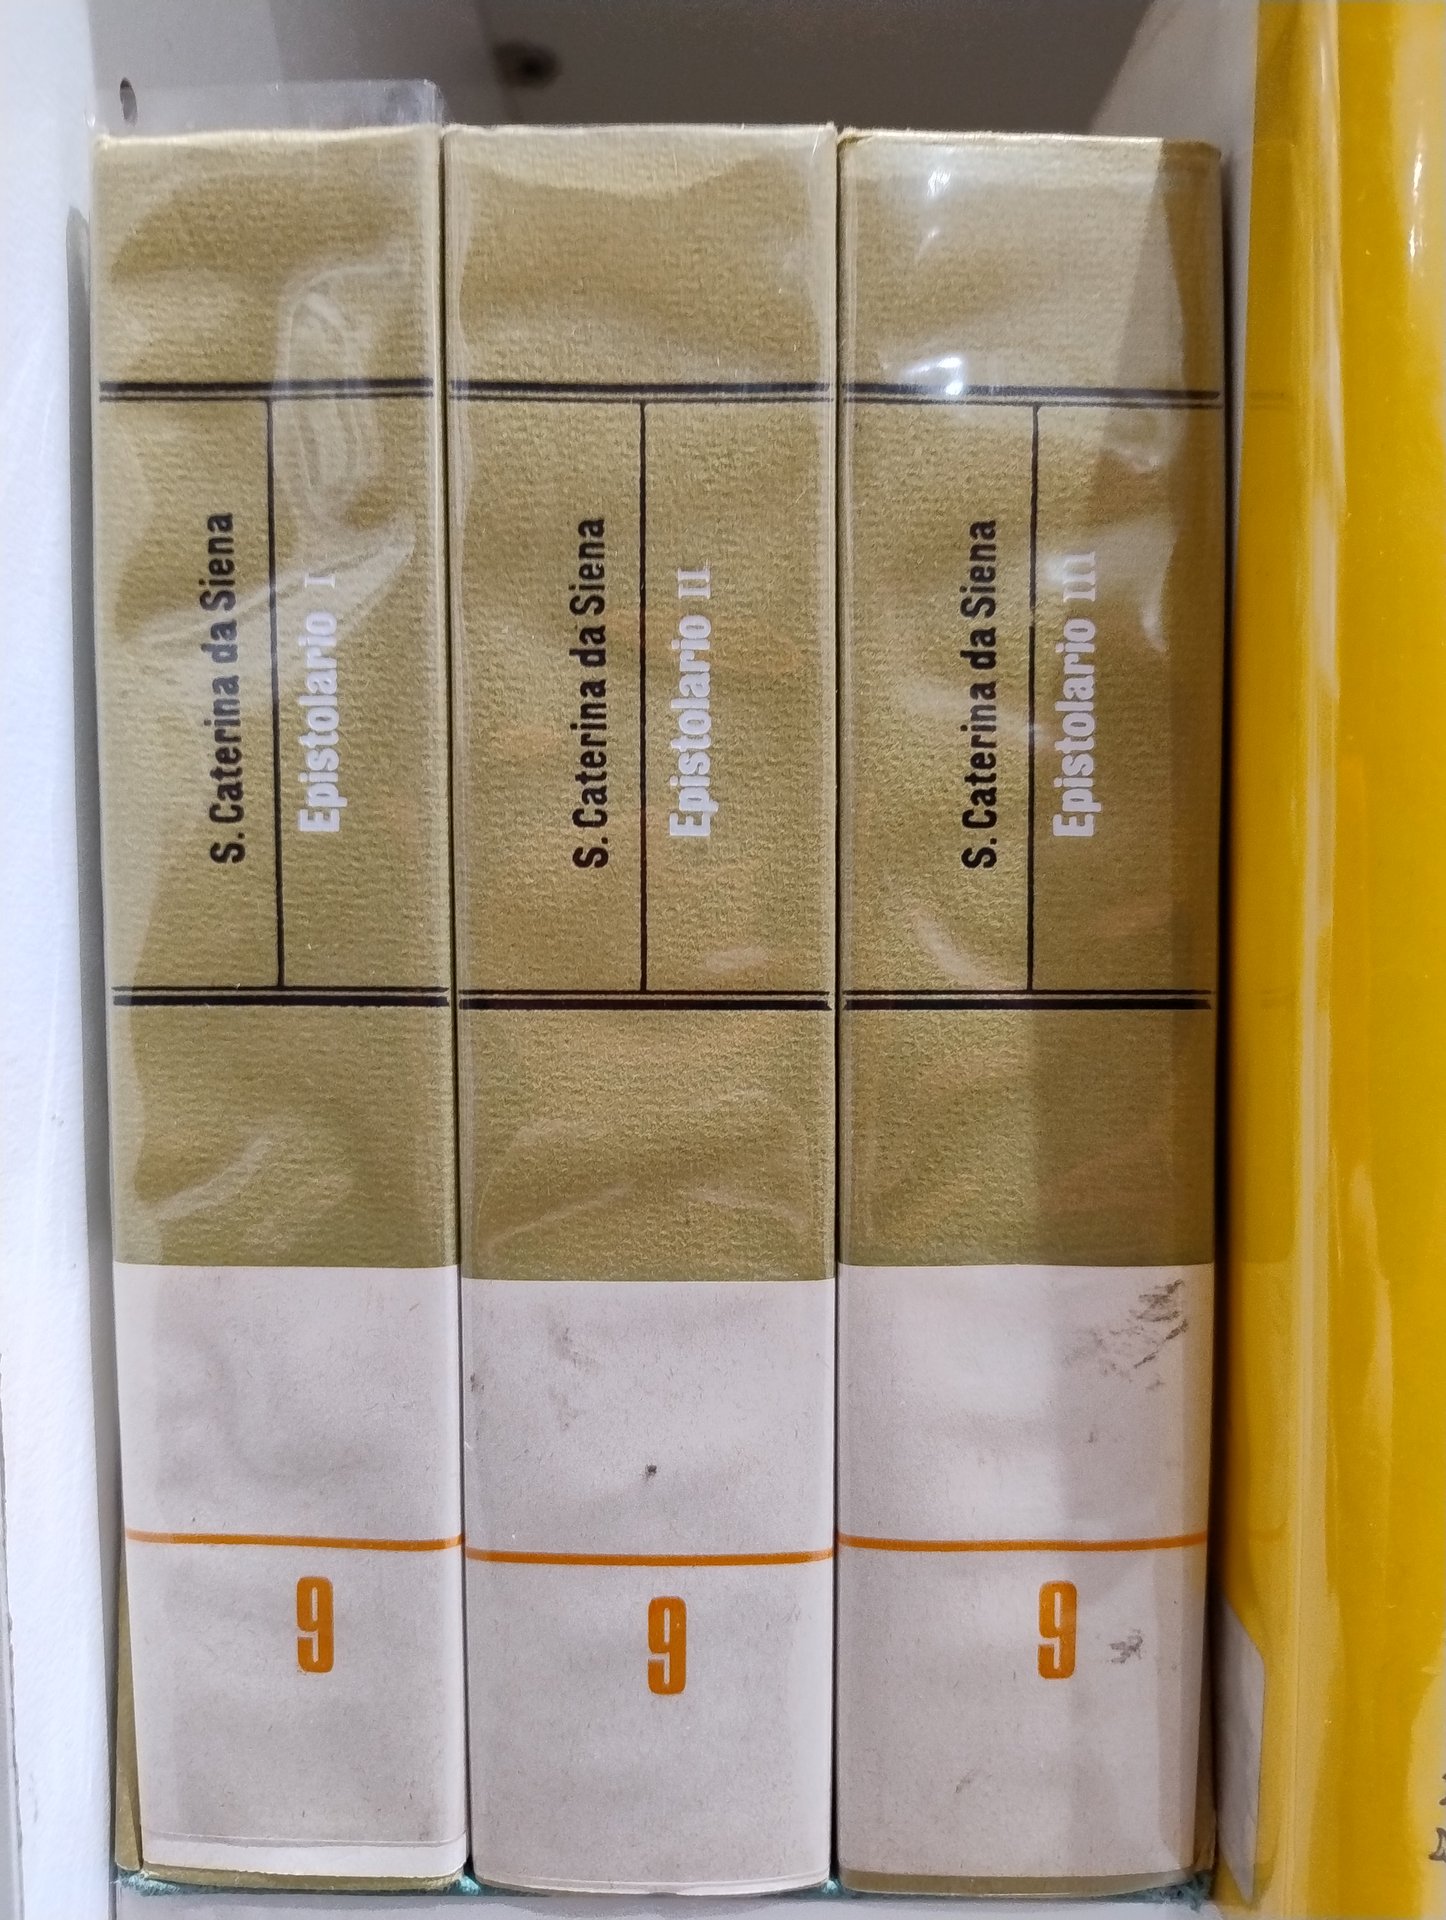 S. Caterina da Siena
Epistolario I
9
S. Caterina da Siena
Epistolario II
9
S. Caterina da Siena
Epistolario III
9